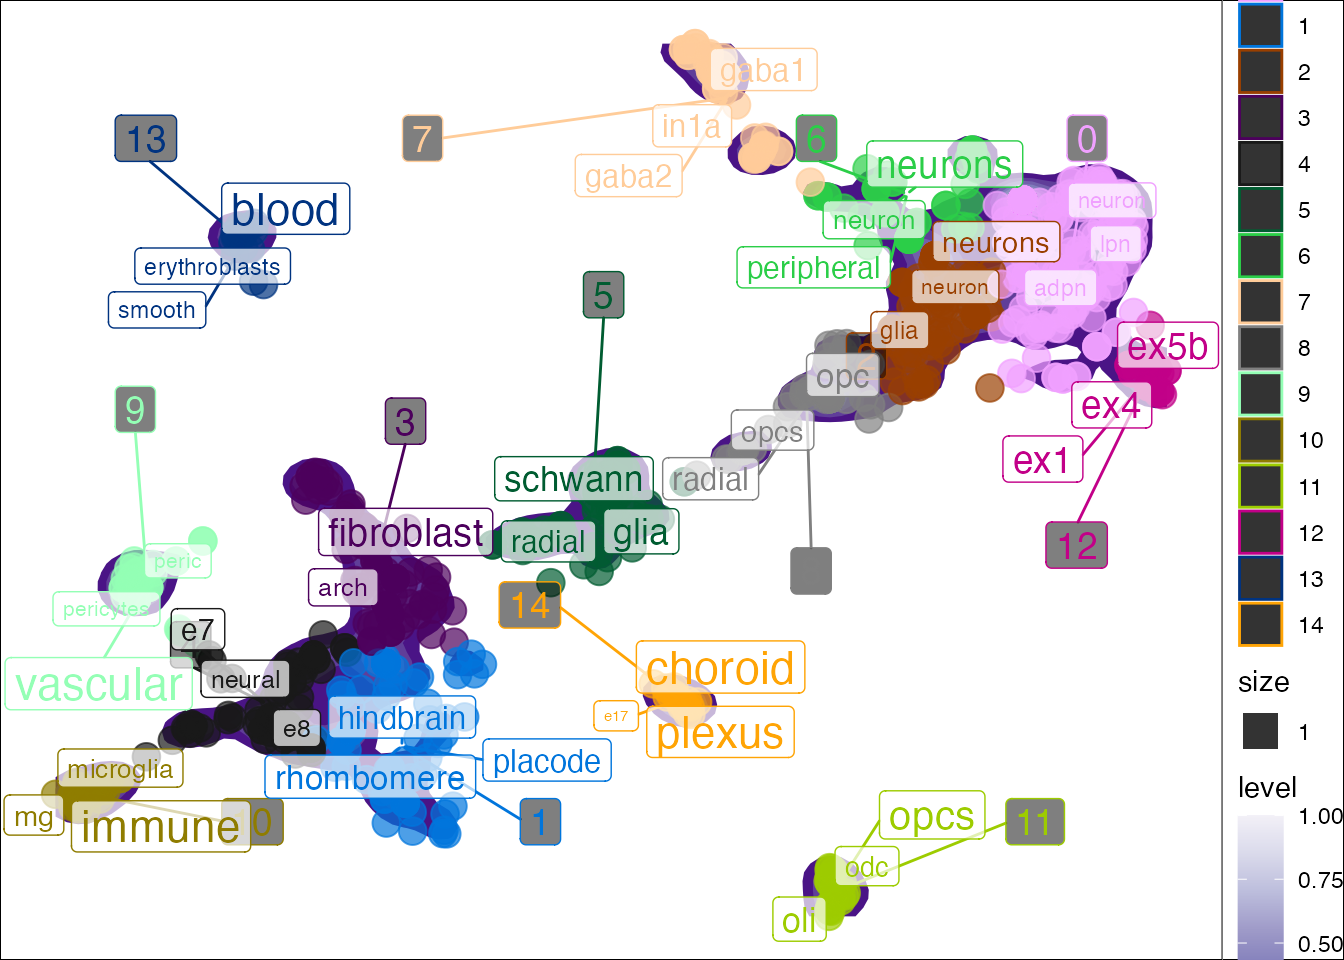 gaba1
7
in1a
gaba2
13
blood
erythroblasts
smooth
6
neurons
neuron
peripheral
0
neuron
lpn
adpn
neurons
neuron
glia
ex5b
ex4
ex1
12
opc
opcs
radial
5
schwann
radial
glia
9
peric
pericytes
vascular
3
fibroblast
arch
e7
neural
e8
hindbrain
rhombomere
placode
1
14
choroid
e17
plexus
microglia
mg
immune
0
opcs
11
odc
oli
1
2
3
4
5
6
7
8
9
10
11
12
13
14
size
1
level
1.00
0.75
0.50